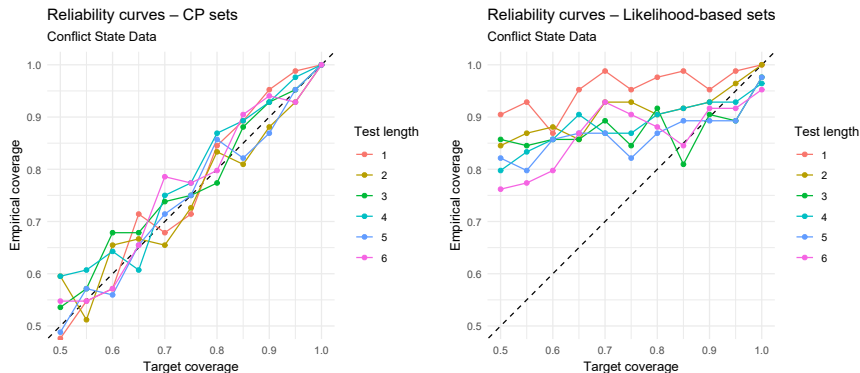 Reliability curves – CP sets
Conflict State Data
1.0
0.9
0.8
0.7
0.6
0.5
Empirical coverage
0.5 0.6 0.7 0.8 0.9 1.0
Target coverage
Test length
1
2
3
4
5
6
Reliability curves – Likelihood-based sets
Conflict State Data
1.0
0.9
0.8
0.7
0.6
0.5
Empirical coverage
0.5 0.6 0.7 0.8 0.9 1.0
Target coverage
Test length
1
2
3
4
5
6